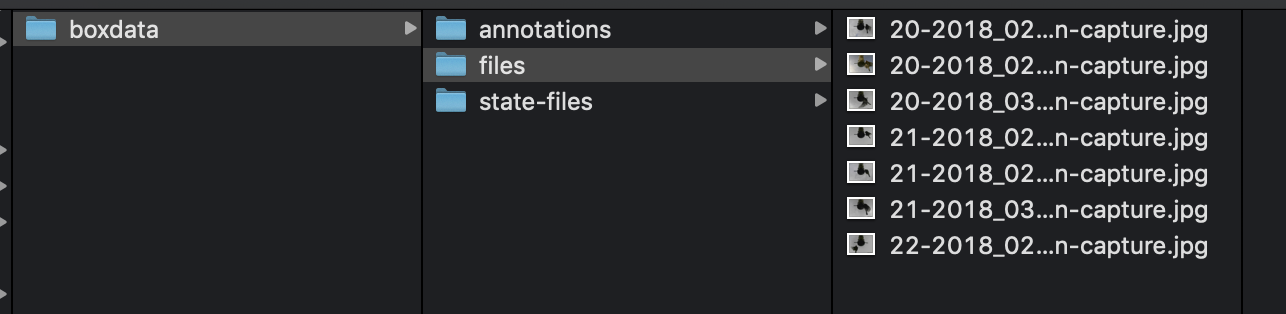 boxdata
annotations
files
state-files
20-2018_02...n-capture.jpg
20-2018_02...n-capture.jpg
20-2018_03...n-capture.jpg
21-2018_02...n-capture.jpg
21-2018_02...n-capture.jpg
21-2018_03...n-capture.jpg
22-2018_02...n-capture.jpg